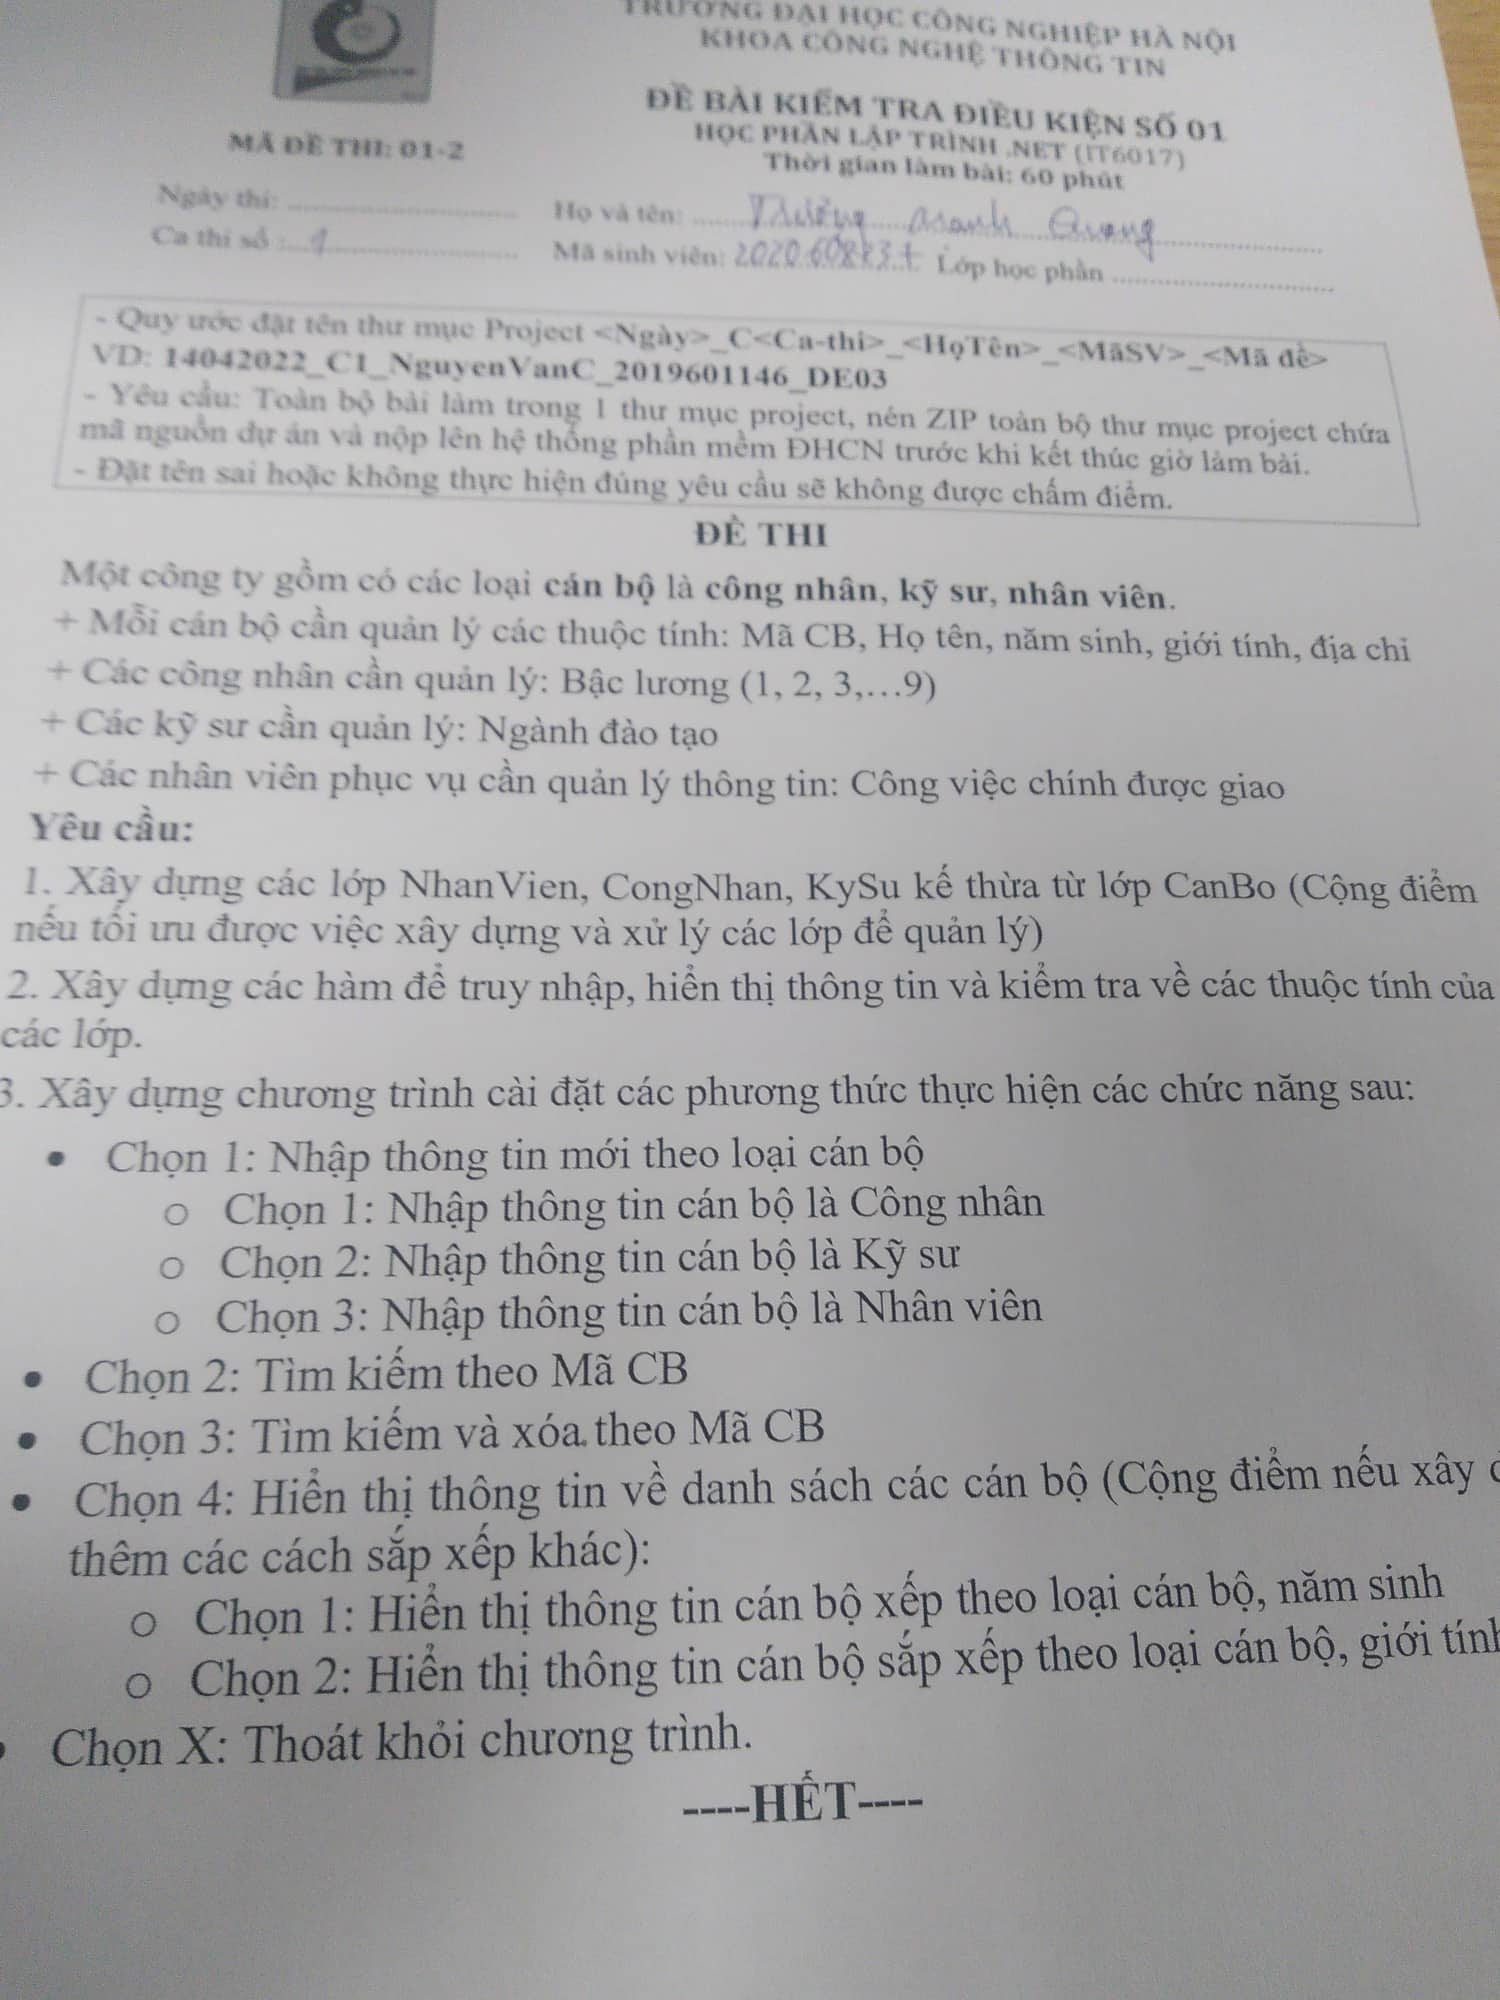 TRƯỜNG ĐẠI HỌC CÔNG NGHIỆP HÀ NỘI
KHOA CÔNG NGHỆ THÔNG TIN
ĐỀ BÀI KIỂM TRA ĐIỀU KIỆN SỐ 01
HỌC PHẦN LẬP TRÌNH .NET (IT6017)
Thời gian làm bài: 60 phút
MÃ ĐỀ THI: 01-2
Ngày thi: Họ và tên: Quang
Ca thi số : 1 Mã sinh viên: Lớp học phần
- Quy ước đặt tên thư mục Project <Ngày>_C<Ca-thi>_<HọTên>_<MãSV>_<Mã đề>
VD: 14042022_C1_NguyenVanC_2019601146_DE03
- Yêu cầu: Toàn bộ bài làm trong 1 thư mục project, nén ZIP toàn bộ thư mục project chứa
mã nguồn dự án và nộp lên hệ thống phần mềm ĐHCN trước khi kết thúc giờ làm bài.
- Đặt tên sai hoặc không thực hiện đúng yêu cầu sẽ không được chấm điểm.
ĐỀ THI
Một công ty gồm có các loại cán bộ là công nhân, kỹ sư, nhân viên.
+ Mỗi cán bộ cần quản lý các thuộc tính: Mã CB, Họ tên, năm sinh, giới tính, địa chỉ
+ Các công nhân cần quản lý: Bậc lương (1, 2, 3,…9)
+ Các kỹ sư cần quản lý: Ngành đào tạo
+ Các nhân viên phục vụ cần quản lý thông tin: Công việc chính được giao
Yêu cầu:
1. Xây dựng các lớp NhanVien, CongNhan, KySu kế thừa từ lớp CanBo (Cộng điểm
nếu tối ưu được việc xây dựng và xử lý các lớp để quản lý)
2. Xây dựng các hàm để truy nhập, hiển thị thông tin và kiểm tra về các thuộc tính của
các lớp.
3. Xây dựng chương trình cài đặt các phương thức thực hiện các chức năng sau:
• Chọn 1: Nhập thông tin mới theo loại cán bộ
o Chọn 1: Nhập thông tin cán bộ là Công nhân
o Chọn 2: Nhập thông tin cán bộ là Kỹ sư
o Chọn 3: Nhập thông tin cán bộ là Nhân viên
• Chọn 2: Tìm kiếm theo Mã CB
• Chọn 3: Tìm kiếm và xóa theo Mã CB
• Chọn 4: Hiển thị thông tin về danh sách các cán bộ (Cộng điểm nếu xây
thêm các cách sắp xếp khác):
o Chọn 1: Hiển thị thông tin cán bộ xếp theo loại cán bộ, năm sinh
o Chọn 2: Hiển thị thông tin cán bộ sắp xếp theo loại cán bộ, giới tính
• Chọn X: Thoát khỏi chương trình.
----HẾT----